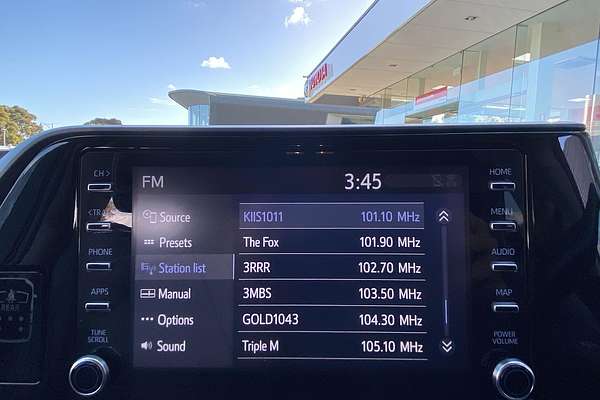 TOYOTA
CH >
< TRACK
PHONE
APPS
TUNE
SCROLL
REAR
FM
3:45
Source
Presets
Station list
Manual
Options
Sound
KIIS1011 101.10 MHz
The Fox 101.90 MHz
3RRR 102.70 MHz
3MBS 103.50 MHz
GOLD1043 104.30 MHz
Triple M 105.10 MHz
HOME
MENU
AUDIO
MAP
POWER
VOLUME